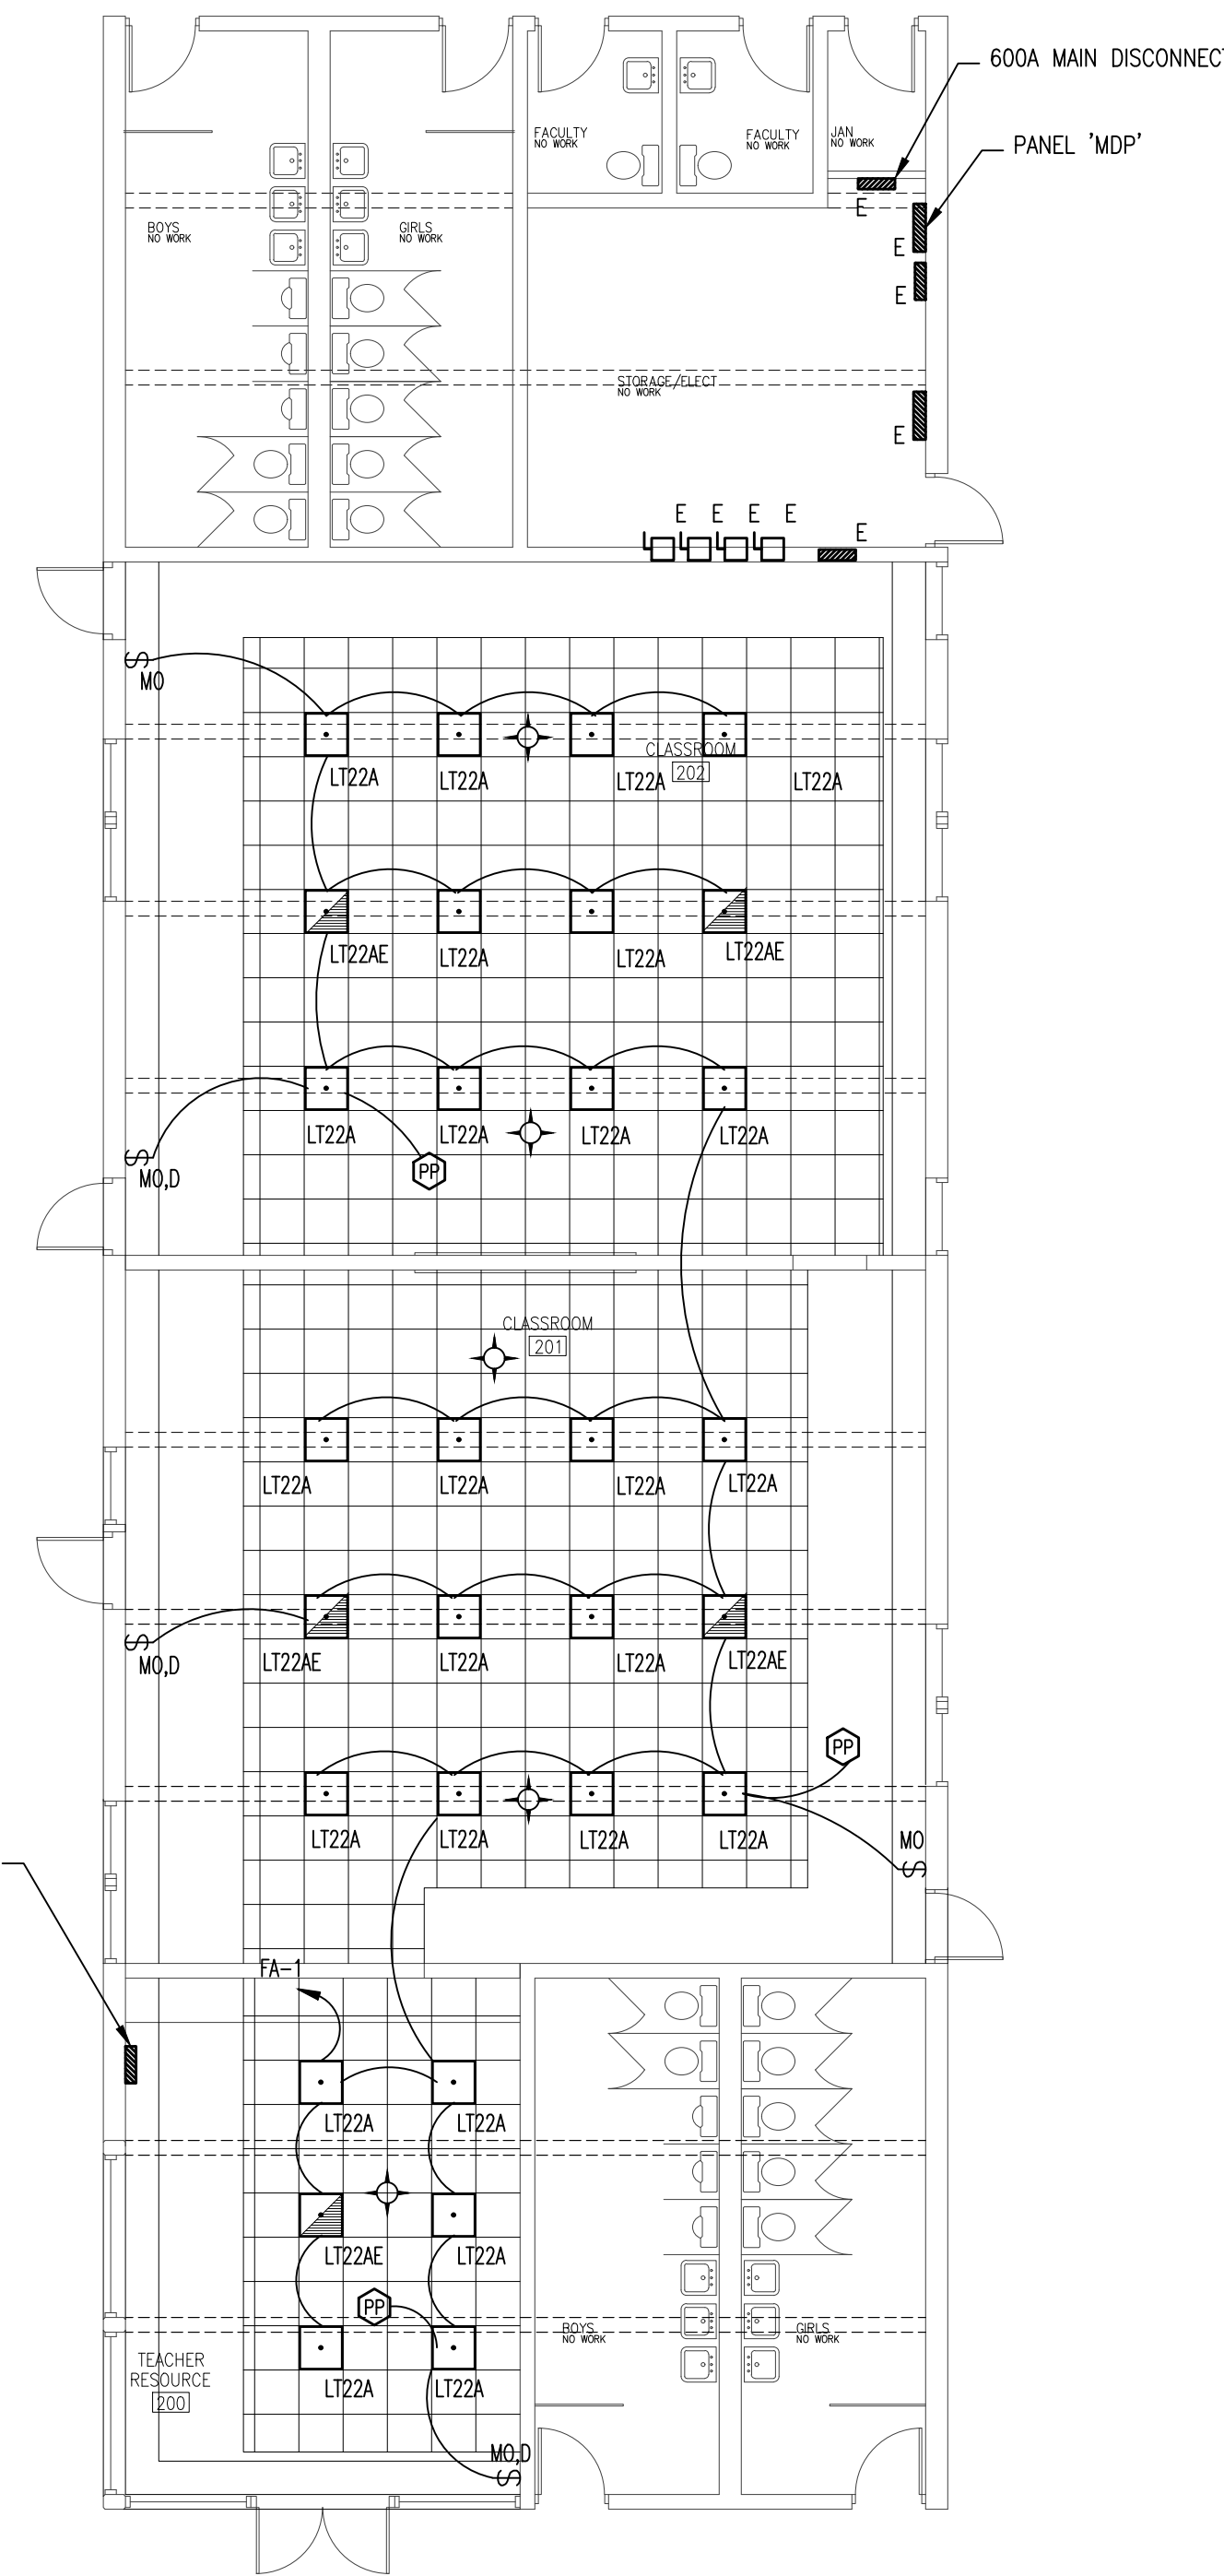 600A MAIN DISCONNECT
PANEL 'MDP'
FACULTY
NO WORK
FACULTY
NO WORK
JAN
NO WORK
E
BOYS
NO WORK
GIRLS
NO WORK
E
E
STORAGE/ELECT
NO WORK
E
E E E E
E
MO
CLASSROOM
202
LT22A LT22A LT22A LT22A
LT22AE LT22A LT22A LT22AE
LT22A LT22A LT22A LT22A
MO,D
PP
CLASSROOM
201
LT22A LT22A LT22A LT22A
LT22AE LT22A LT22A LT22AE
MO,D
PP
LT22A LT22A LT22A LT22A
MO
FA-1
LT22A LT22A
LT22AE LT22A
PP
BOYS
NO WORK
GIRLS
NO WORK
TEACHER
RESOURCE
200
LT22A LT22A
MO,D